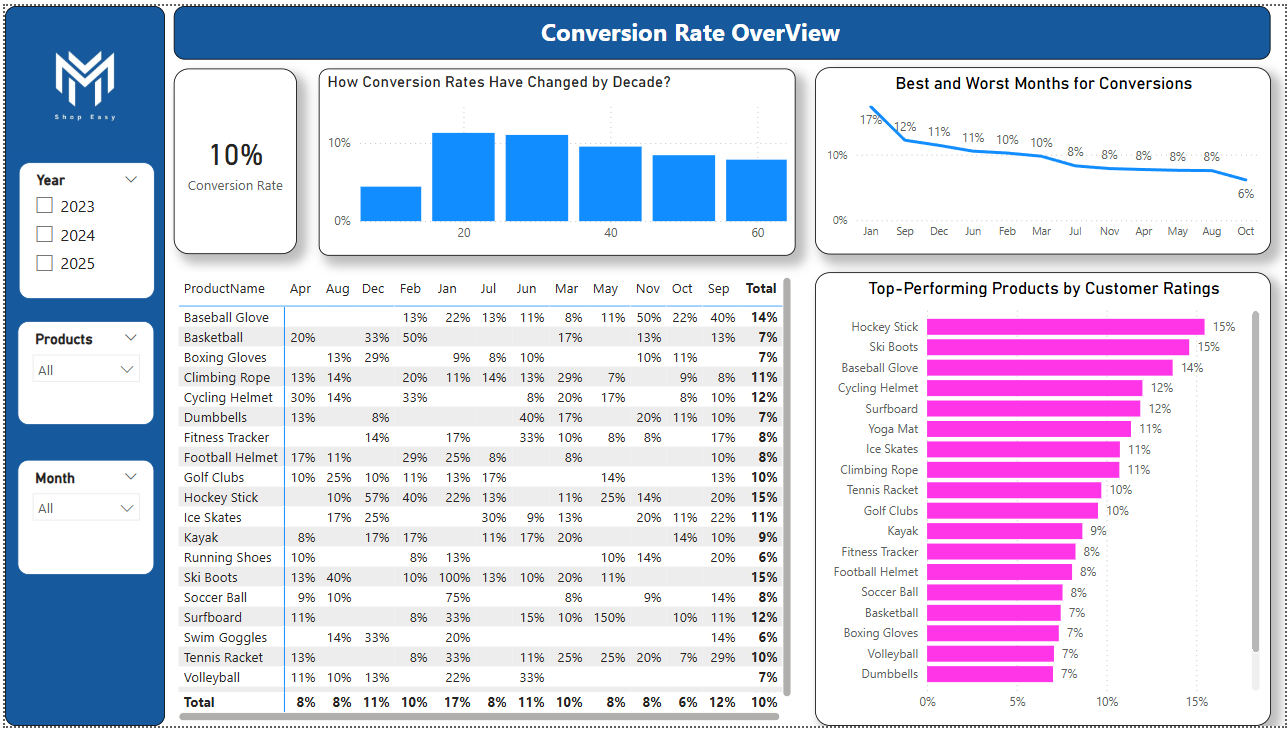 Conversion Rate OverView
Shop Easy
Year
2023
2024
2025
Products
All
Month
All
10%
Conversion Rate
How Conversion Rates Have Changed by Decade?
10%
0%
20 40 60
Best and Worst Months for Conversions
17% 12% 11% 11% 10% 10% 8% 8% 8% 8% 8% 6%
10%
0%
Jan Sep Dec Jun Feb Mar Jul Nov Apr May Aug Oct
ProductName Apr Aug Dec Feb Jan Jul Jun Mar May Nov Oct Sep Total
Baseball Glove 13% 22% 13% 11% 8% 11% 50% 22% 40% 14%
Basketball 20% 33% 50% 17% 13% 13% 7%
Boxing Gloves 13% 29% 9% 8% 10% 10% 11% 7%
Climbing Rope 13% 14% 20% 11% 14% 13% 29% 7% 9% 8% 11%
Cycling Helmet 30% 14% 33% 8% 20% 17% 8% 10% 12%
Dumbbells 13% 8% 40% 17% 20% 11% 10% 7%
Fitness Tracker 14% 17% 33% 10% 8% 8% 17% 8%
Football Helmet 17% 11% 29% 25% 8% 8% 10% 8%
Golf Clubs 10% 25% 10% 11% 13% 17% 14% 13% 10%
Hockey Stick 10% 57% 40% 22% 13% 11% 25% 14% 20% 15%
Ice Skates 17% 25% 30% 9% 13% 20% 11% 22% 11%
Kayak 8% 17% 17% 11% 17% 20% 14% 10% 9%
Running Shoes 10% 8% 13% 10% 14% 20% 6%
Ski Boots 13% 40% 10% 100% 13% 10% 20% 11% 15%
Soccer Ball 9% 10% 75% 8% 9% 14% 8%
Surfboard 11% 8% 33% 15% 10% 150% 10% 11% 12%
Swim Goggles 14% 33% 20% 14% 6%
Tennis Racket 13% 8% 33% 11% 25% 25% 20% 7% 29% 10%
Volleyball 11% 10% 13% 22% 33% 7%
Total 8% 8% 11% 10% 17% 8% 11% 10% 8% 8% 6% 12% 10%
Top-Performing Products by Customer Ratings
Hockey Stick 15%
Ski Boots 15%
Baseball Glove 14%
Cycling Helmet 12%
Surfboard 12%
Yoga Mat 11%
Ice Skates 11%
Climbing Rope 11%
Tennis Racket 10%
Golf Clubs 10%
Kayak 9%
Fitness Tracker 8%
Football Helmet 8%
Soccer Ball 8%
Basketball 7%
Boxing Gloves 7%
Volleyball 7%
Dumbbells 7%
0% 5% 10% 15%